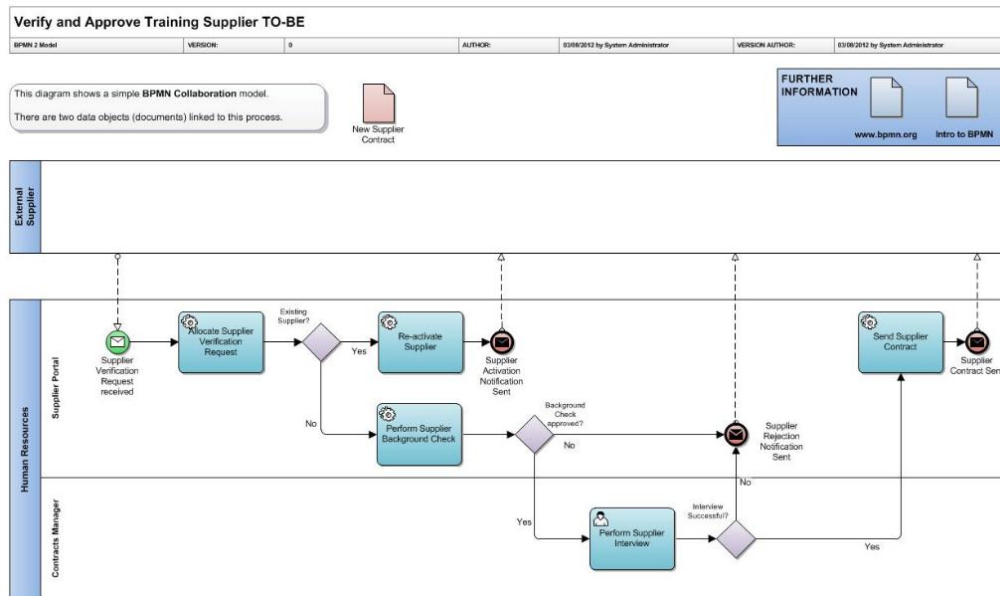 Verify and Approve Training Supplier TO-BE
BPMN 2 Model
VERSION:
0
AUTHOR:
03/08/2012 by System Administrator
VERSION AUTHOR:
03/08/2012 by System Administrator
This diagram shows a simple BPMN Collaboration model.
There are two data objects (documents) linked to this process.
New Supplier
Contract
FURTHER
INFORMATION
www.bpmn.org
Intro to BPMN
External
Supplier
Human Resources
Supplier Portal
Supplier
Verification
Request
received
Allocate Supplier
Verification
Request
Existing
Supplier?
Yes
Re-activate
Supplier
Supplier
Activation
Notification
Sent
No
Perform Supplier
Background Check
Background
Check
approved?
No
Supplier
Rejection
Notification
Sent
Send Supplier
Contract
Supplier
Contract Sent
Contracts Manager
Yes
Perform Supplier
Interview
Interview
Successful?
No
Yes